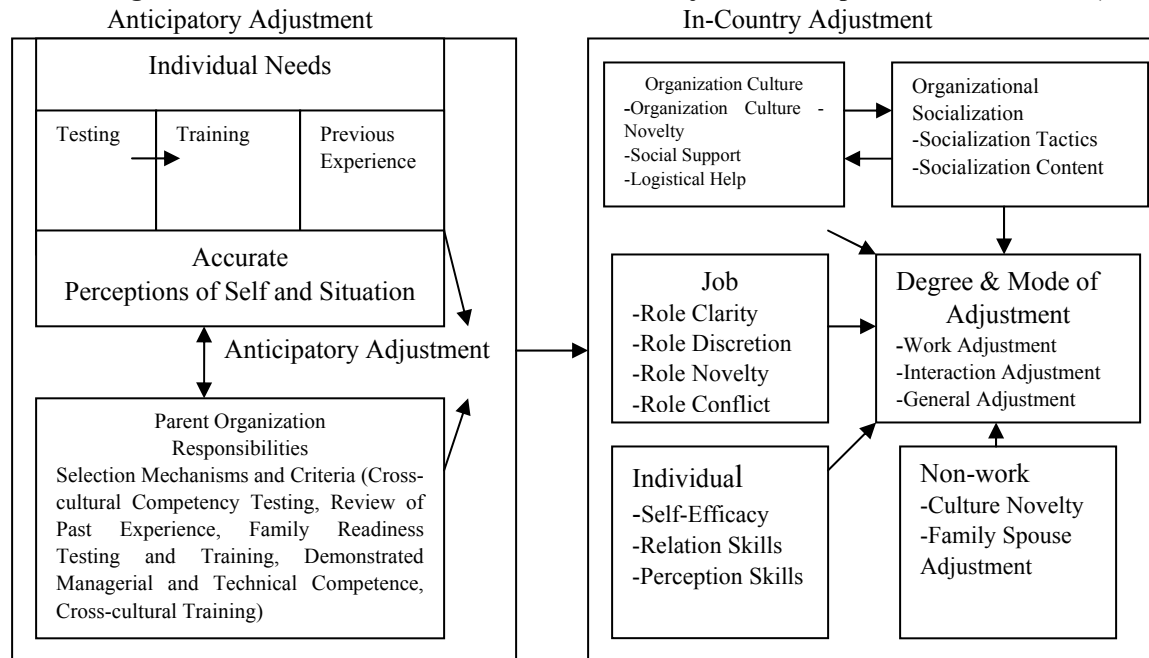 Anticipatory Adjustment
Individual Needs
Testing
Training
Previous
Experience
Accurate
Perceptions of Self and Situation
Anticipatory Adjustment
Parent Organization
Responsibilities
Selection Mechanisms and Criteria (Cross-
cultural Competency Testing, Review of
Past Experience, Family Readiness
Testing and Training, Demonstrated
Managerial and Technical Competence,
Cross-cultural Training)
In-Country Adjustment
Organization Culture
-Organization Culture -
Novelty
-Social Support
-Logistical Help
Organizational
Socialization
-Socialization Tactics
-Socialization Content
Job
-Role Clarity
-Role Discretion
-Role Novelty
-Role Conflict
Degree & Mode of
Adjustment
-Work Adjustment
-Interaction Adjustment
-General Adjustment
Individual
-Self-Efficacy
-Relation Skills
-Perception Skills
Non-work
-Culture Novelty
-Family Spouse
Adjustment